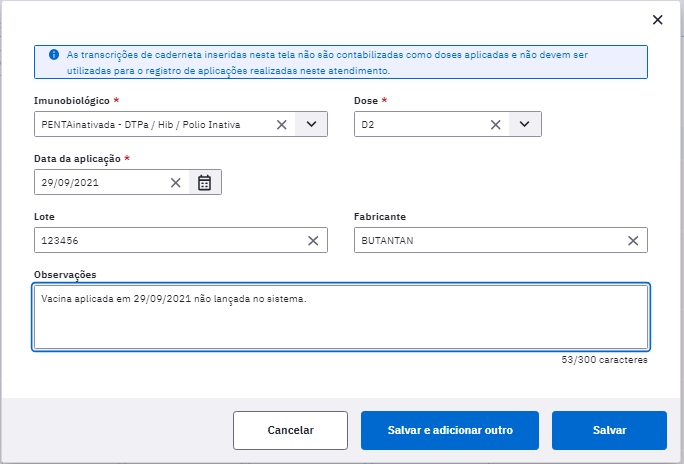 As transcrições de caderneta inseridas nesta tela não são contabilizadas como doses aplicadas e não devem ser
utilizadas para o registro de aplicações realizadas neste atendimento.
Imunobiológico *
Dose *
PENTAinativada - DTPa / Hib / Polio Inativa
D2
Data da aplicação *
29/09/2021
Lote
Fabricante
123456
BUTANTAN
Observações
Vacina aplicada em 29/09/2021 não lançada no sistema.
53/300 caracteres
Cancelar
Salvar e adicionar outro
Salvar